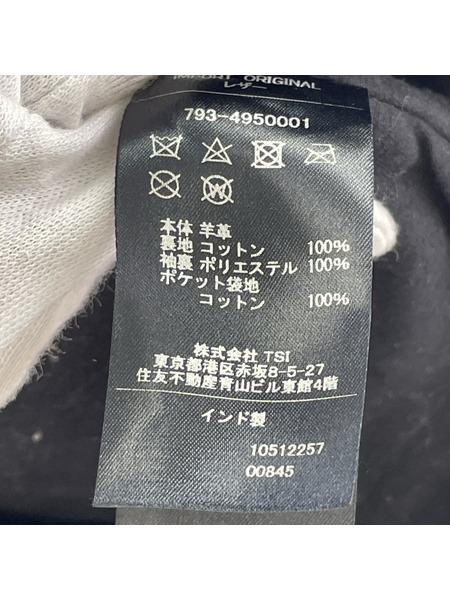 IMPORT ORIGINAL
レザー
793-4950001
本体 羊革
裏地 コットン 100%
袖裏 ポリエステル 100%
ポケット袋地
コットン 100%
株式会社 TSI
東京都港区赤坂8-5-27
住友不動産青山ビル東館4階
インド製
10512257
00845